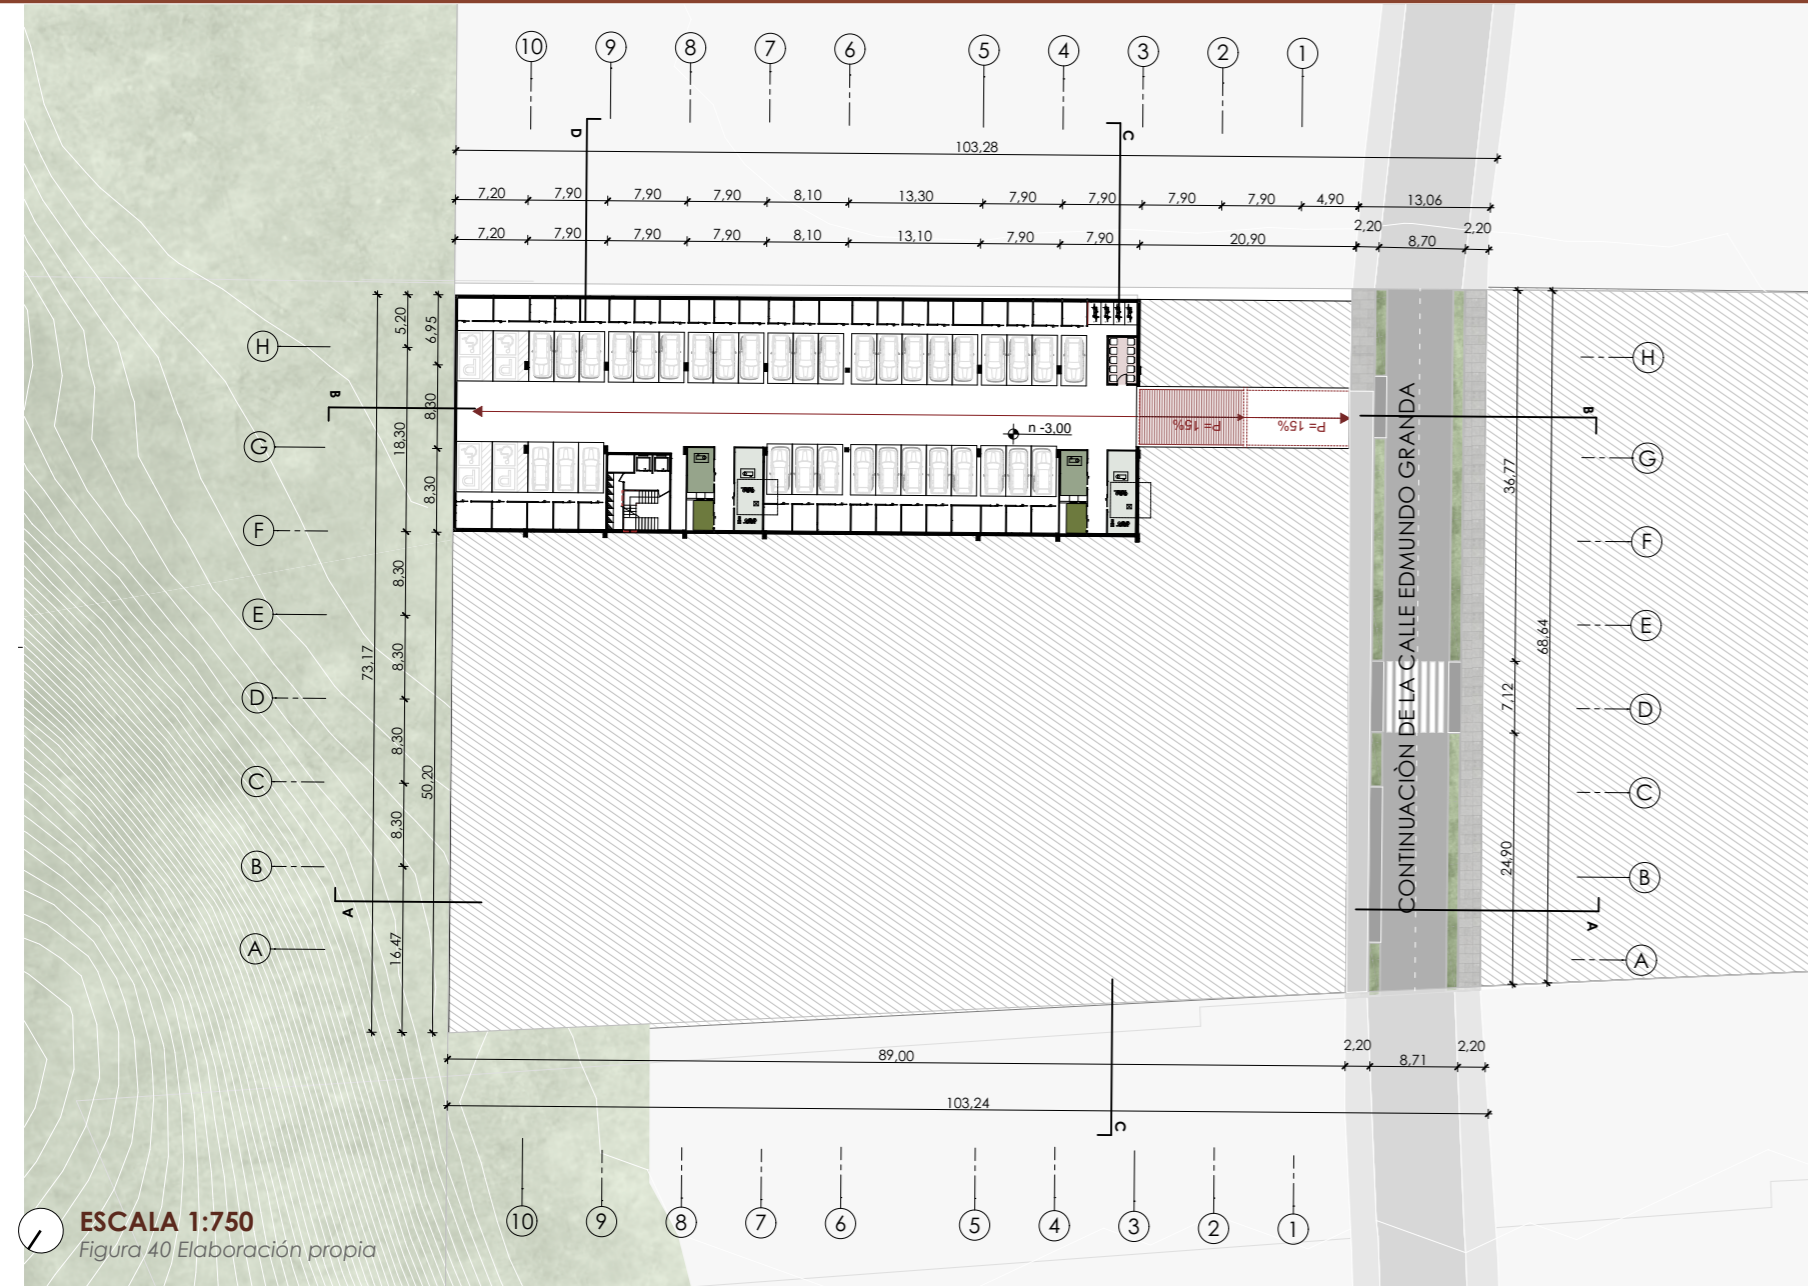 10 9 8 7 6 5 4 3 2 1
D C
103,28
7,20 7,90 7,90 7,90 8,10 13,30 7,90 7,90 7,90 7,90 4,90 13,06
2,20 8,70 2,20
7,20 7,90 7,90 7,90 8,10 13,10 7,90 7,90 20,90
H
G
F
E
D
C
B
A
B
A
73,17
5,20
18,30
8,30
8,30
8,30
8,30
16,47
6,95
8,30
8,30
50,20
n -3,00
P= 15% P= 15%
CONTINUACIÒN DE LA CALLE EDMUNDO GRANDA
36,77
7,12
24,90
68,64
B
A
H
G
F
E
D
C
B
A
89,00
2,20 8,71 2,20
103,24
C
10 9 8 7 6 5 4 3 2 1
ESCALA 1:750
Figura 40 Elaboración propia